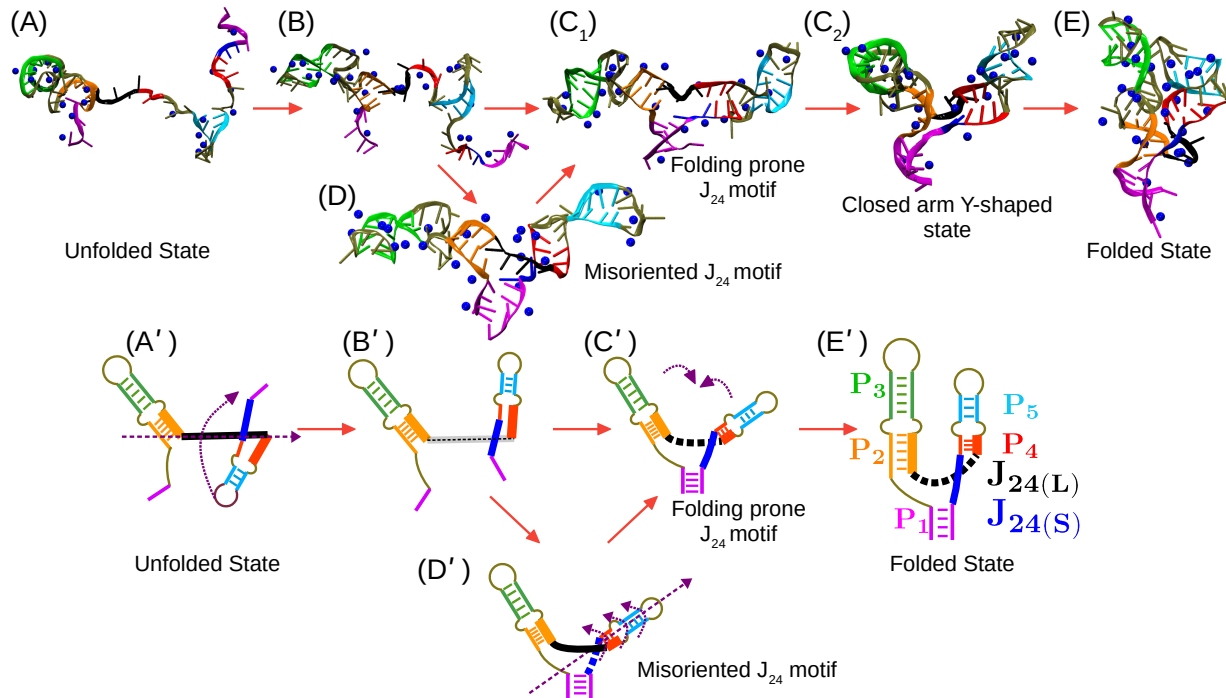 (A)
(B)
(C₁)
(C₂)
(E)
Unfolded State
(D)
Folding prone
J₂₄ motif
Closed arm Y-shaped
state
Folded State
Misoriented J₂₄ motif
(A′)
(B′)
(C′)
(E′)
P₃
P₅
P₂
P₄
J₂₄₍L₎
P₁
J₂₄₍S₎
Unfolded State
Folding prone
J₂₄ motif
Folded State
(D′)
Misoriented J₂₄ motif